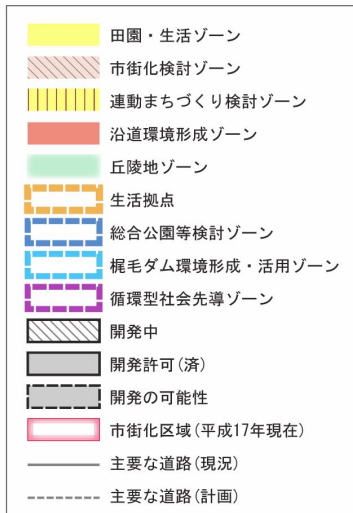 田園・生活ゾーン
市街化検討ゾーン
連動まちづくり検討ゾーン
沿道環境形成ゾーン
丘陵地ゾーン
生活拠点
総合公園等検討ゾーン
梶毛ダム環境形成・活用ゾーン
循環型社会先導ゾーン
開発中
開発許可(済)
開発の可能性
市街化区域(平成17年現在)
主要な道路(現況)
主要な道路(計画)